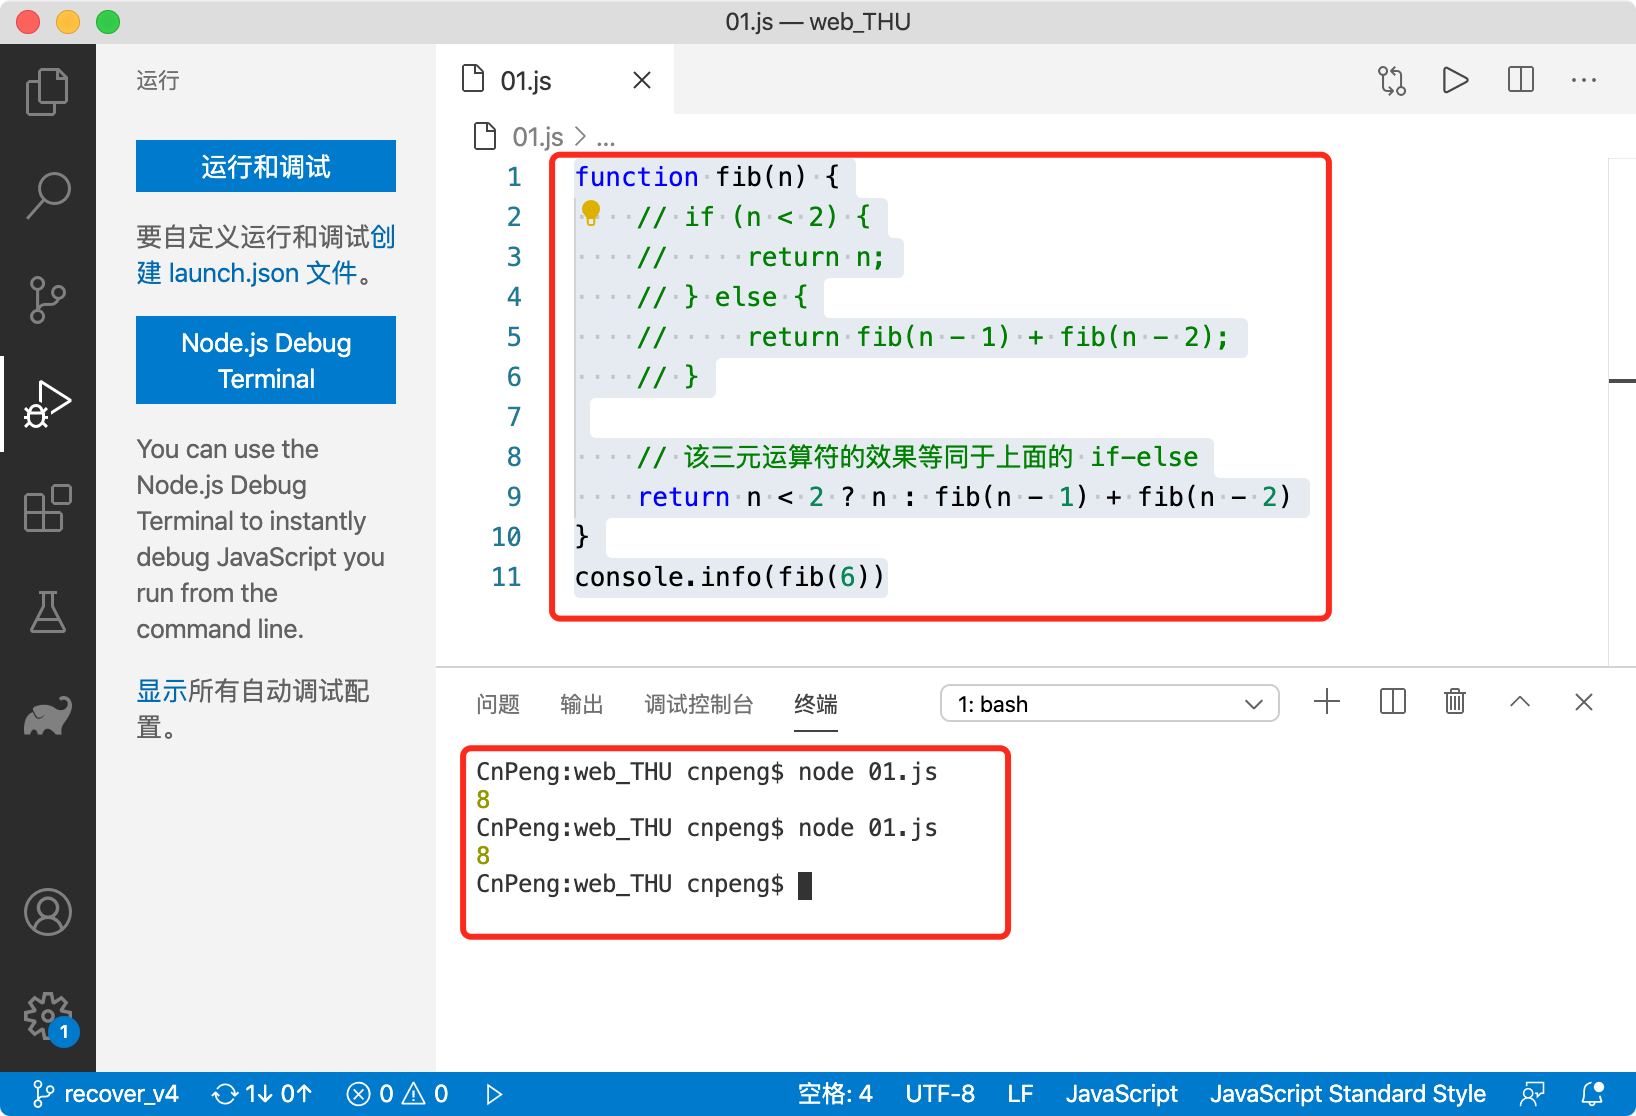 01.js — web_THU
运行
运行和调试
要自定义运行和调试创
建 launch.json 文件。
Node.js Debug
Terminal
You can use the
Node.js Debug
Terminal to instantly
debug JavaScript you
run from the
command line.
显示所有自动调试配
置。
01.js
01.js > ...
1 function fib(n) {
2     // if (n < 2) {
3     //     return n;
4     // } else {
5     //     return fib(n - 1) + fib(n - 2);
6     // }
7
8     // 该三元运算符的效果等同于上面的 if-else
9     return n < 2 ? n : fib(n - 1) + fib(n - 2)
10 }
11 console.info(fib(6))
问题 输出 调试控制台 终端 1: bash
CnPeng:web_THU cnpeng$ node 01.js
8
CnPeng:web_THU cnpeng$ node 01.js
8
CnPeng:web_THU cnpeng$
1
recover_v4 1↓ 0↑ 0 0 空格: 4 UTF-8 LF JavaScript JavaScript Standard Style